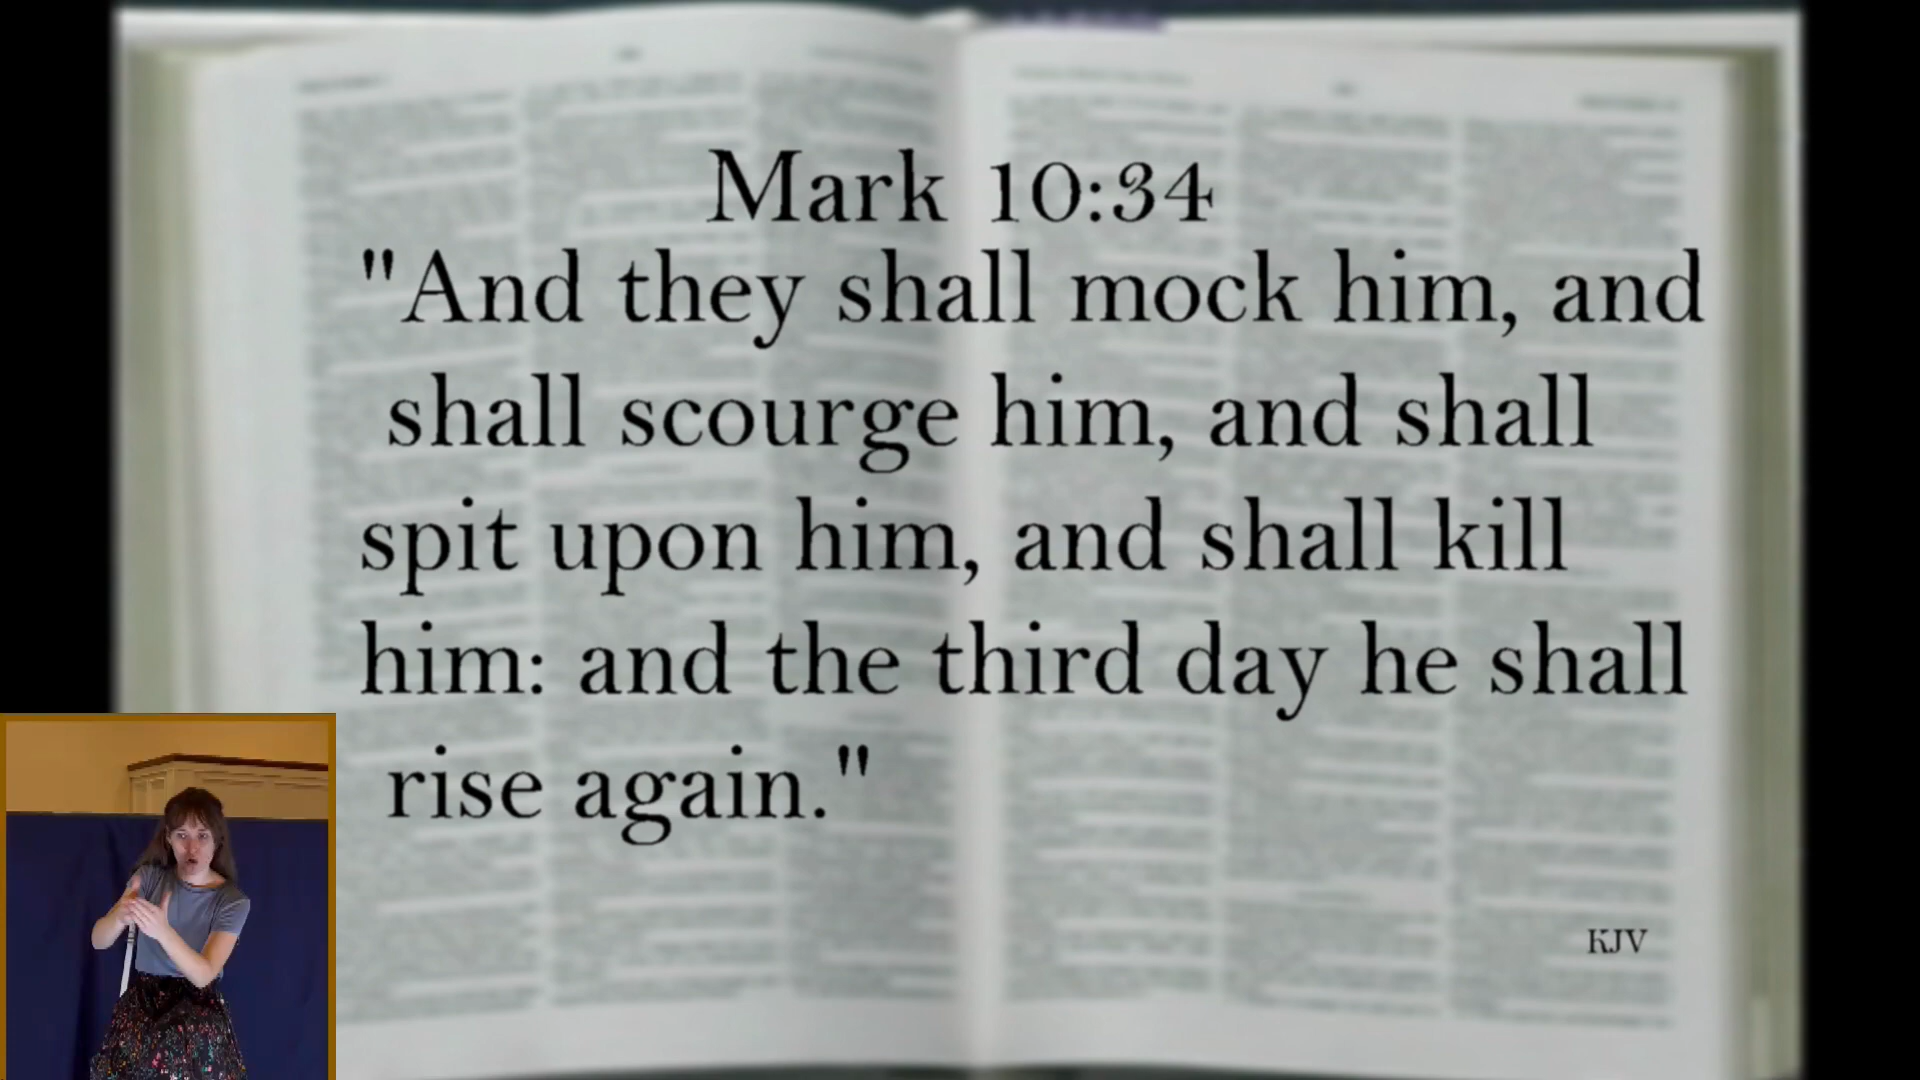 Mark 10:34
"And they shall mock him, and
shall scourge him, and shall
spit upon him, and shall kill
him: and the third day he shall
rise again."
KJV